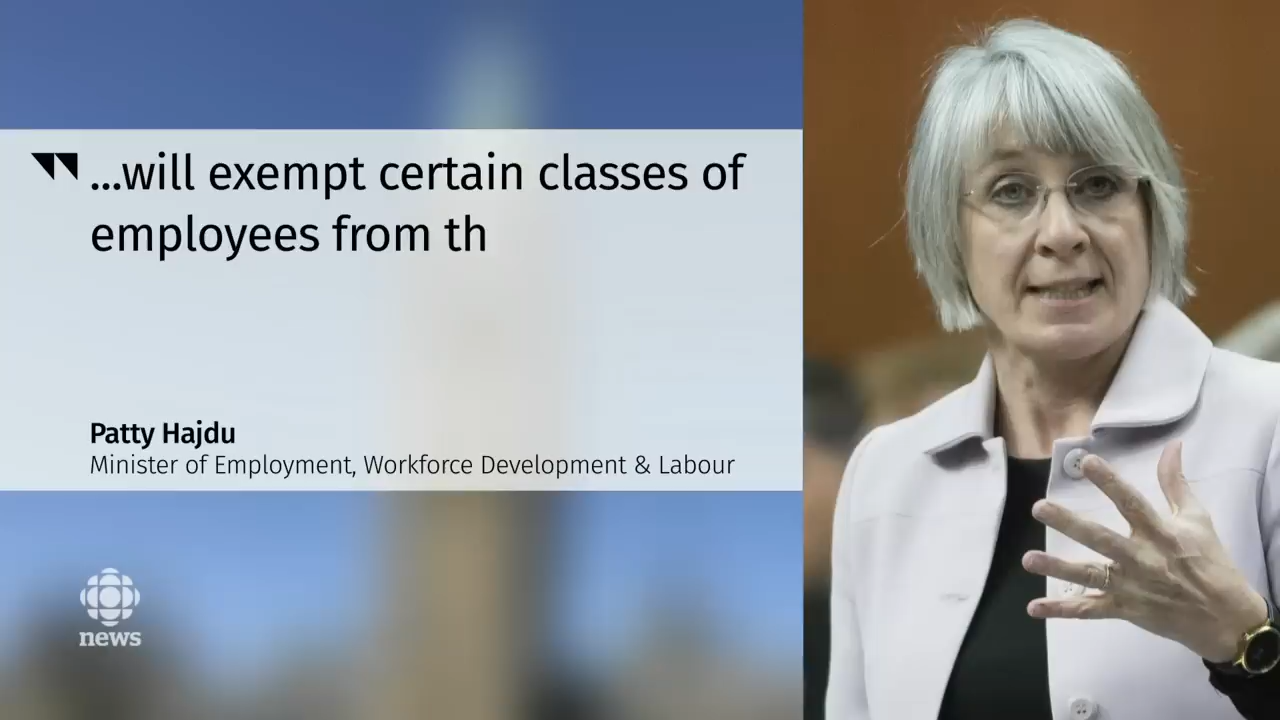 ...will exempt certain classes of
employees from th
Patty Hajdu
Minister of Employment, Workforce Development & Labour
news